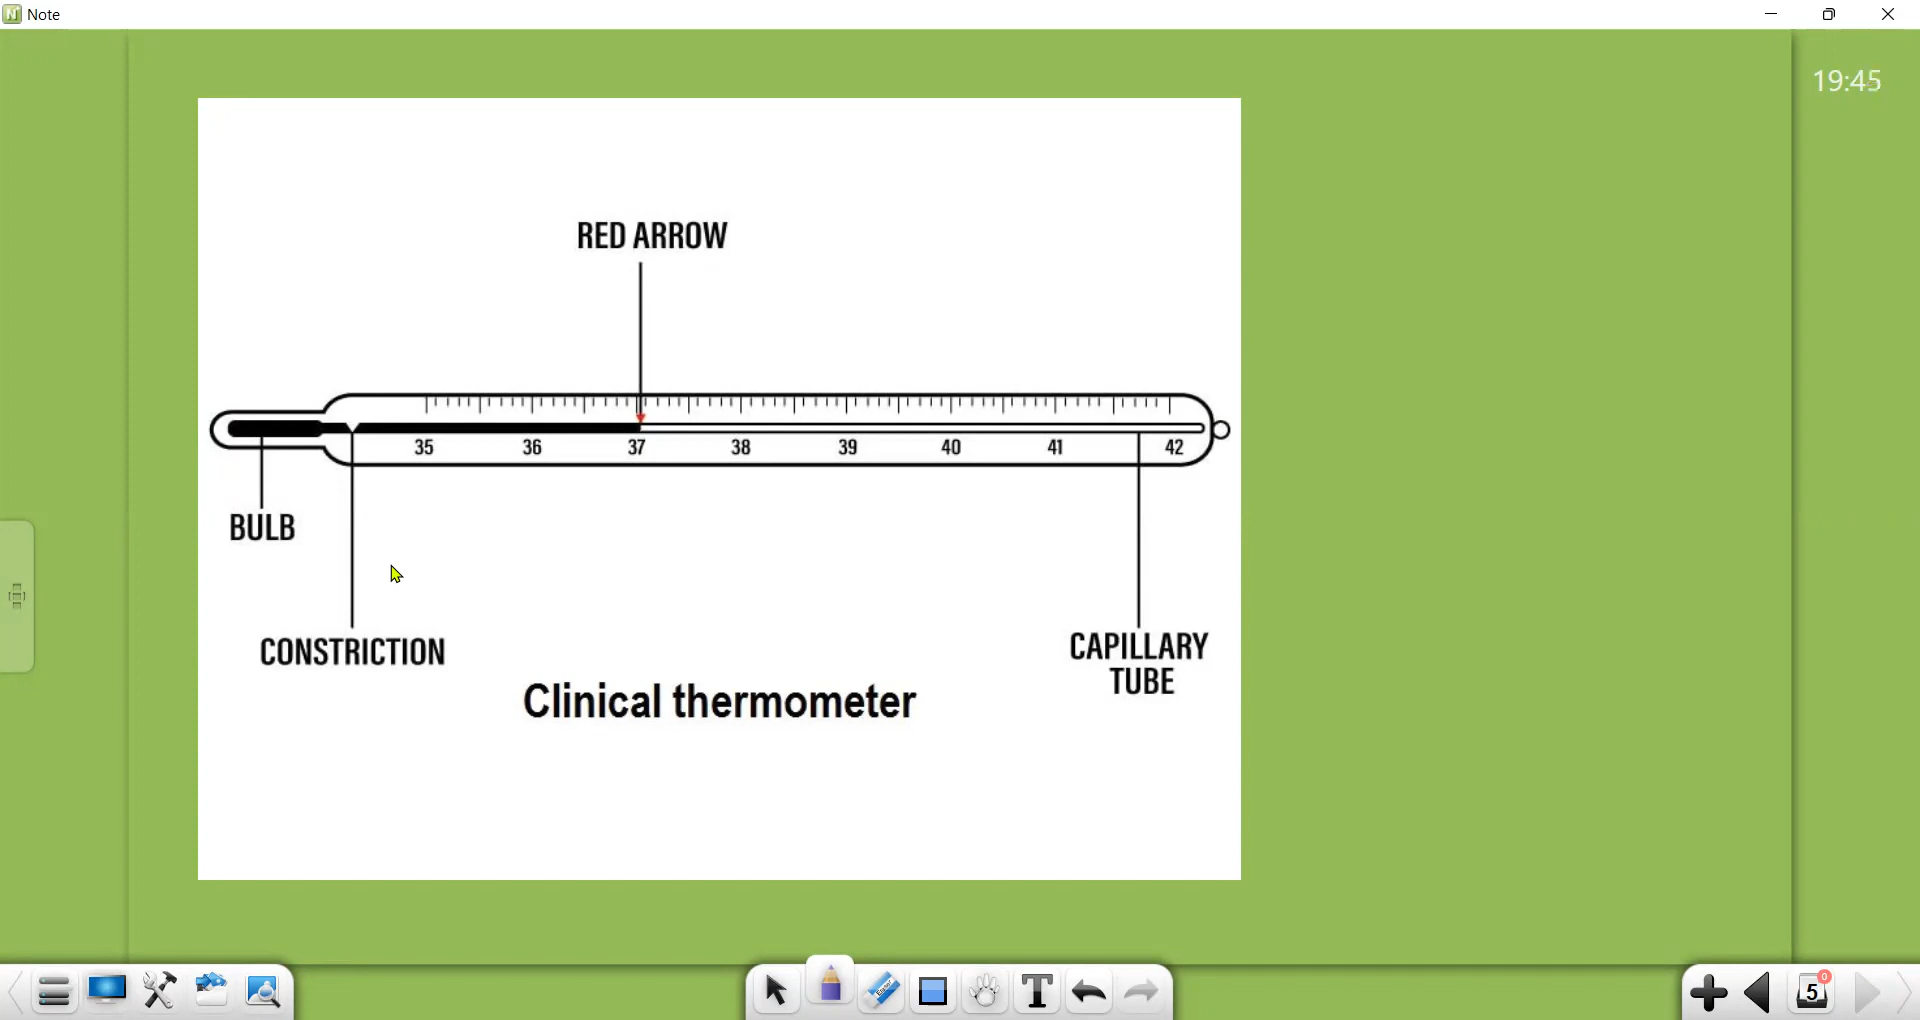 Note
19:45
RED ARROW
35 36 37 38 39 40 41 42
BULB
CONSTRICTION
CAPILLARY
TUBE
Clinical thermometer
T
5
0